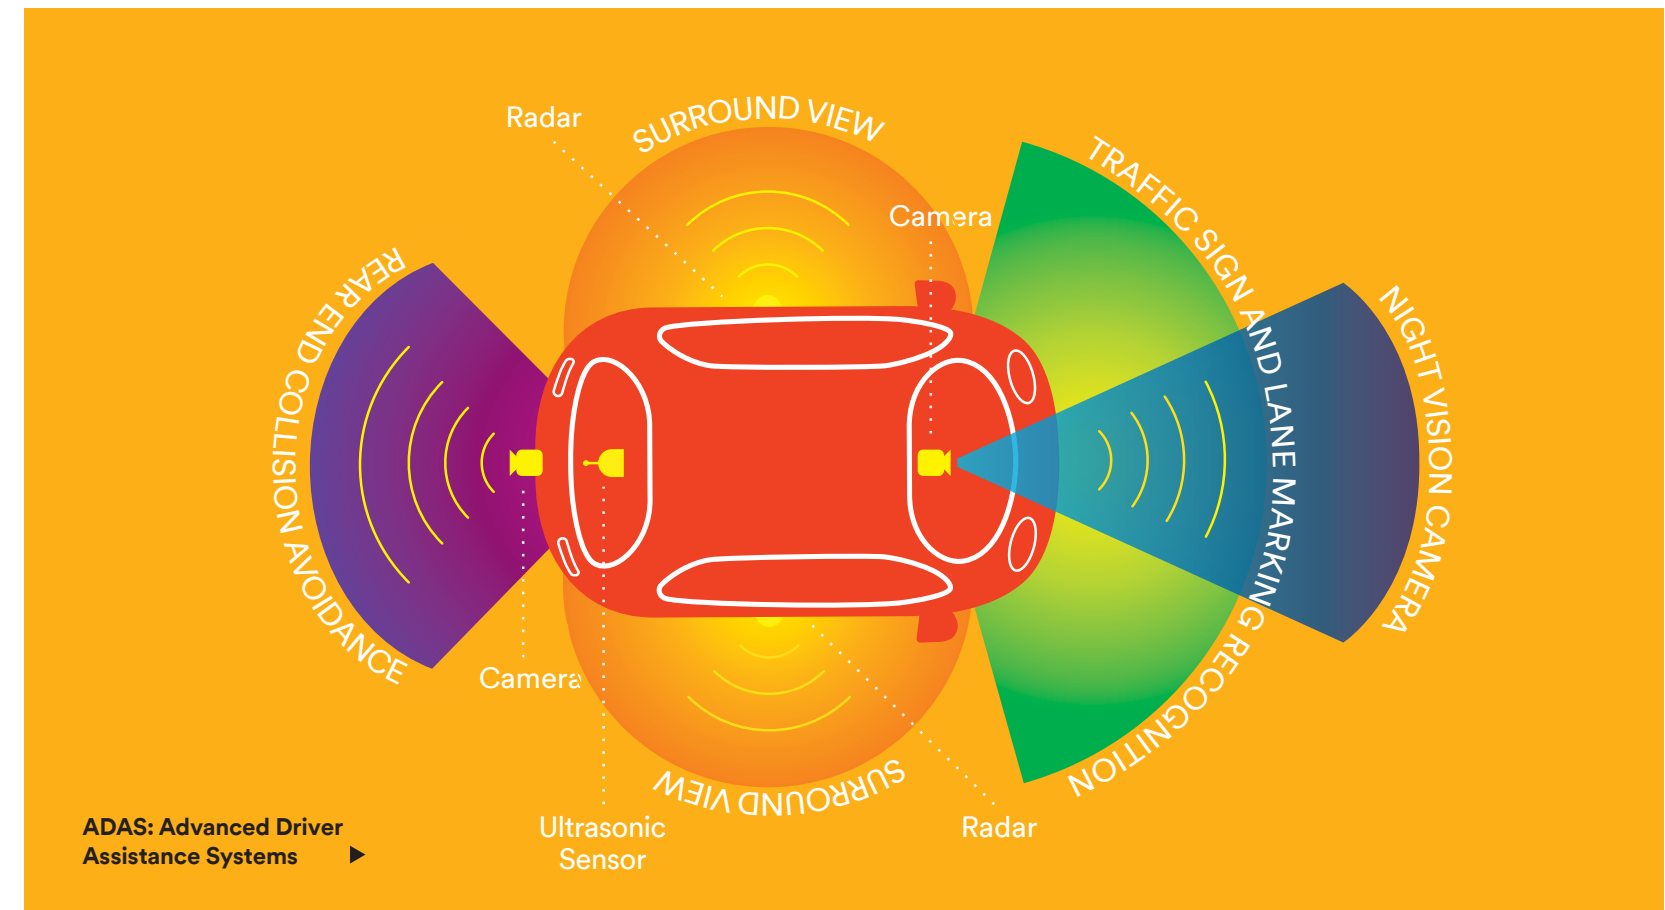 Radar
SURROUND VIEW
Camera
TRAFFIC SIGN AND LANE MARKING RECOGNITION
REAR END COLLISION AVOIDANCE
NIGHT VISION CAMERA
Camera
SURROUND VIEW
Ultrasonic
Sensor
Radar
ADAS: Advanced Driver
Assistance Systems